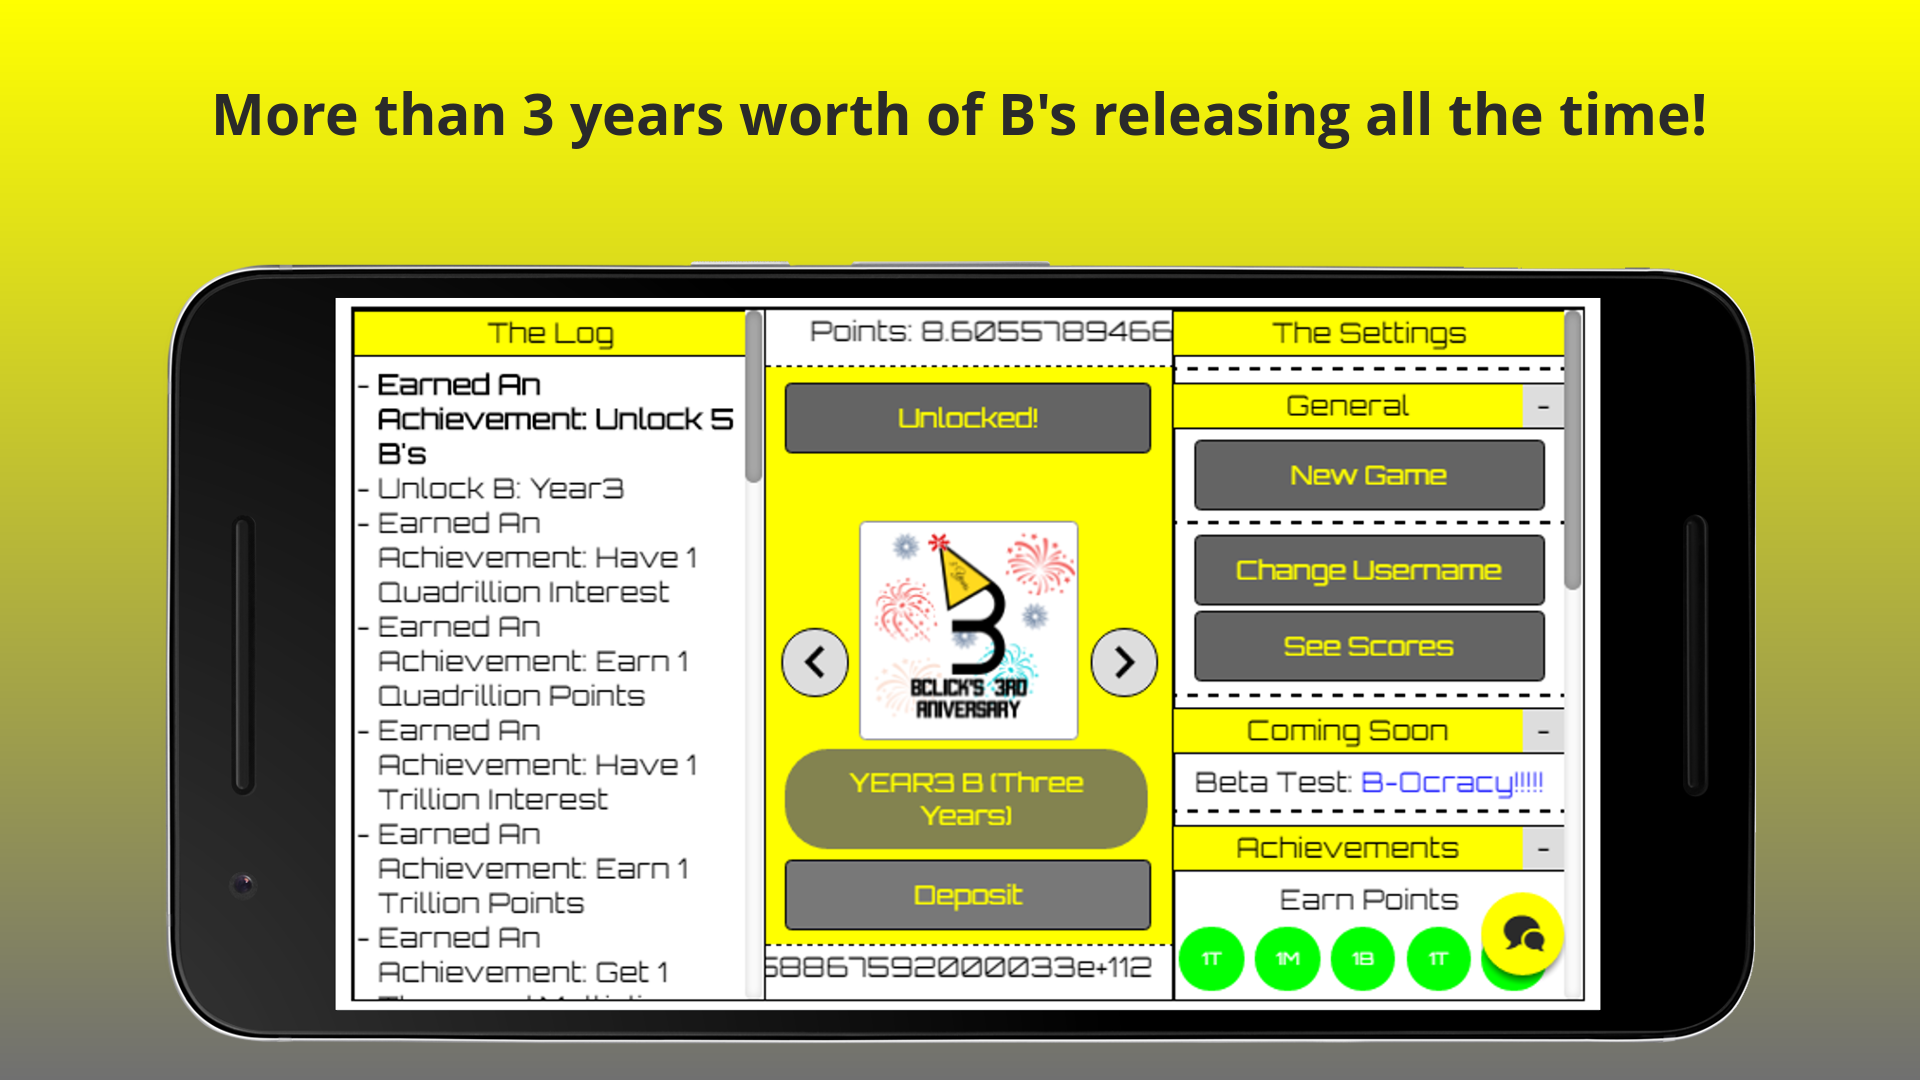 More than 3 years worth of B's releasing all the time!
The Log
- Earned An
Achievement: Unlock 5
B's
- Unlock B: Year3
- Earned An
Achievement: Have 1
Quadrillion Interest
- Earned An
Achievement: Earn 1
Quadrillion Points
- Earned An
Achievement: Have 1
Trillion Interest
- Earned An
Achievement: Earn 1
Trillion Points
- Earned An
Achievement: Get 1
Points: 8.6055789466
Unlocked!
BCLICK'S 3RD
ANIVERSARY
YEAR3 B (Three
Years)
Deposit
58867592000033e+112
The Settings
General -
New Game
Change Username
See Scores
Coming Soon -
Beta Test: B-Ocracy!!!!!
Achievements -
Earn Points
1T 1M 1B 1T